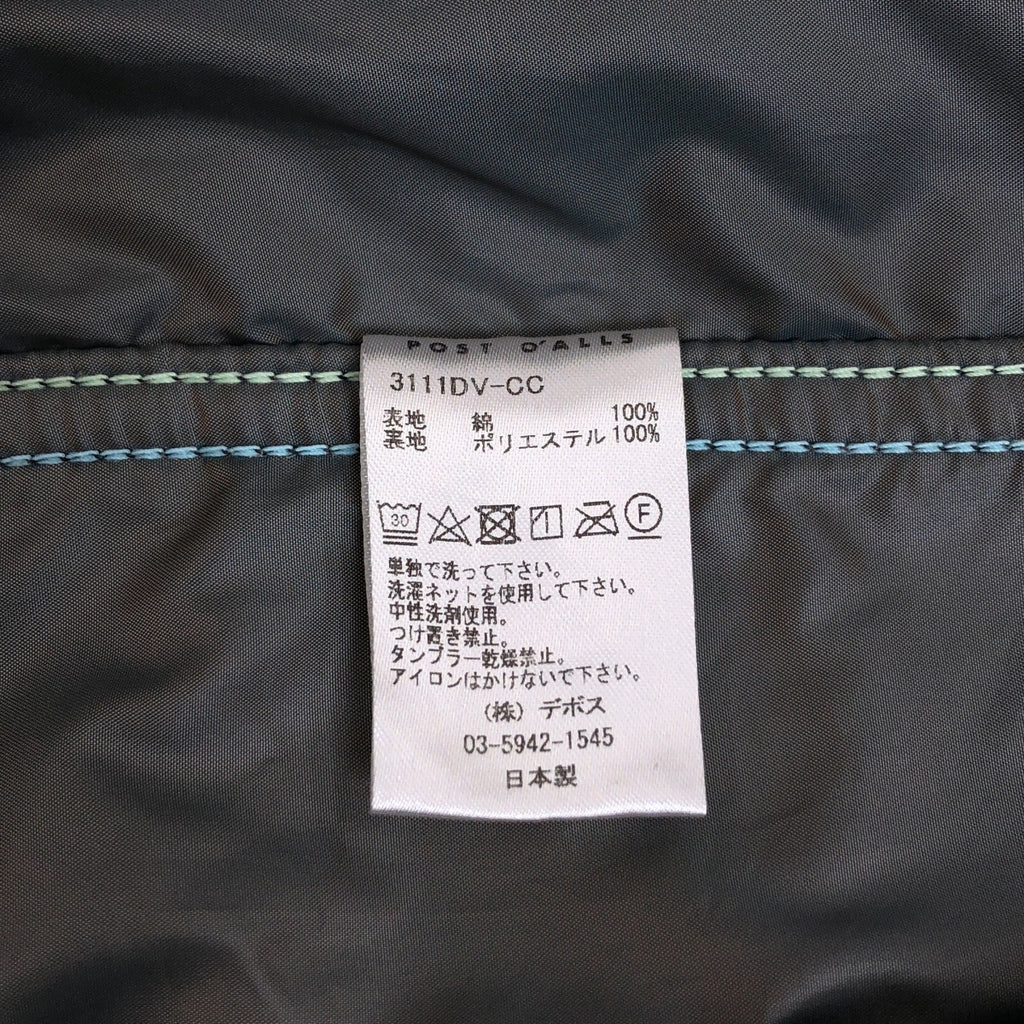 POST O'ALLS
3111DV-CC
表地 綿 100%
裏地 ポリエステル 100%
30 F
単独で洗って下さい。
洗濯ネットを使用して下さい。
中性洗剤使用。
つけ置き禁止。
タンブラー乾燥禁止。
アイロンはかけないで下さい。
(株) デボス
03-5942-1545
日本製